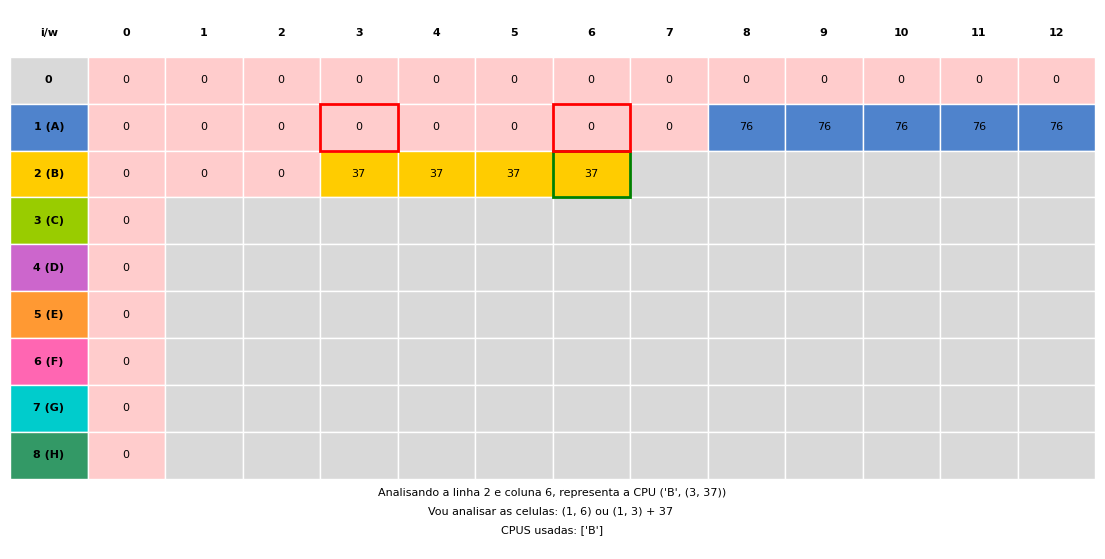 i/w 0 1 2 3 4 5 6 7 8 9 10 11 12
0 0 0 0 0 0 0 0 0 0 0 0 0 0
1 (A) 0 0 0 0 0 0 0 0 76 76 76 76 76
2 (B) 0 0 0 37 37 37 37
3 (C) 0
4 (D) 0
5 (E) 0
6 (F) 0
7 (G) 0
8 (H) 0
Analisando a linha 2 e coluna 6, representa a CPU ('B', (3, 37))
Vou analisar as celulas: (1, 6) ou (1, 3) + 37
CPUS usadas: ['B']